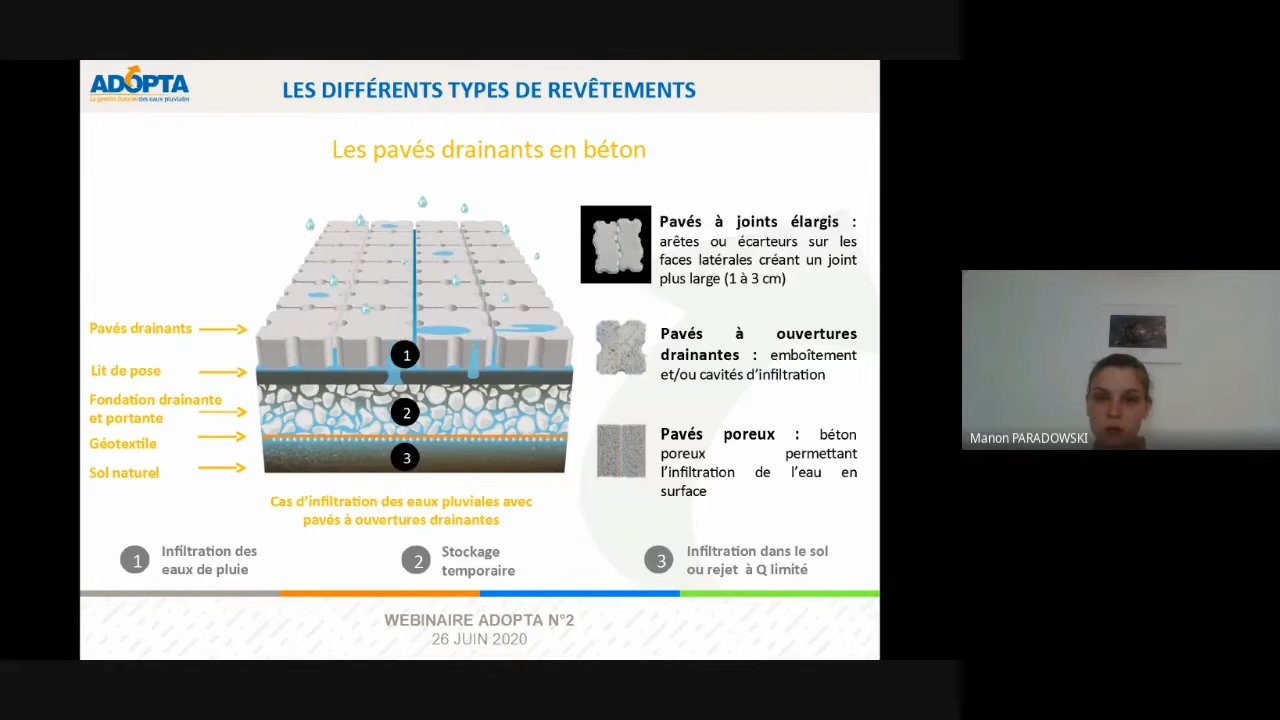 ADOPTA
La gestion durable des eaux pluviales
LES DIFFÉRENTS TYPES DE REVÊTEMENTS
Les pavés drainants en béton
Pavés drainants
Lit de pose
Fondation drainante
et portante
Géotextile
Sol naturel
1
2
3
Cas d’infiltration des eaux pluviales avec
pavés à ouvertures drainantes
Pavés à joints élargis :
arêtes ou écarteurs sur les
faces latérales créant un joint
plus large (1 à 3 cm)
Pavés à ouvertures
drainantes : emboîtement
et/ou cavités d’infiltration
Pavés poreux : béton
poreux permettant
l’infiltration de l’eau en
surface
1 Infiltration des
eaux de pluie
2 Stockage
temporaire
3 Infiltration dans le sol
ou rejet à Q limité
WEBINAIRE ADOPTA N°2
26 JUIN 2020
Manon PARADOWSKI